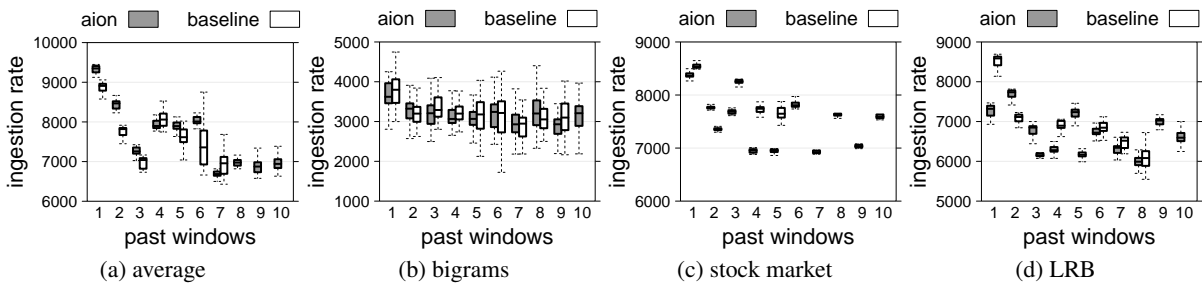 aion baseline
ingestion rate
10000
9000
8000
7000
6000
1 2 3 4 5 6 7 8 9 10
past windows
(a) average
aion baseline
ingestion rate
5000
4000
3000
2000
1000
1 2 3 4 5 6 7 8 9 10
past windows
(b) bigrams
aion baseline
ingestion rate
9000
8000
7000
6000
1 2 3 4 5 6 7 8 9 10
past windows
(c) stock market
aion baseline
ingestion rate
9000
8000
7000
6000
5000
1 2 3 4 5 6 7 8 9 10
past windows
(d) LRB